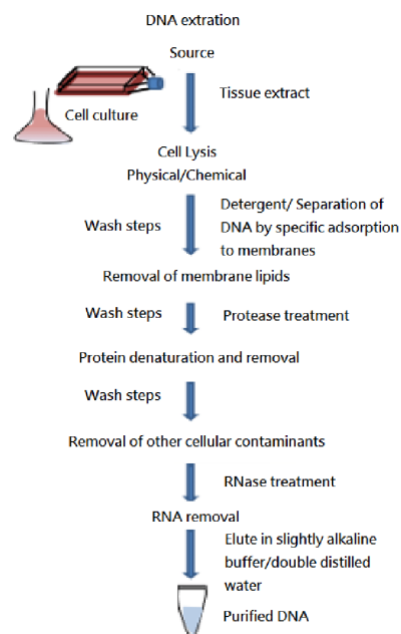 DNA extration
Source
Tissue extract
Cell culture
Cell Lysis
Physical/Chemical
Detergent/ Separation of
Wash steps
DNA by specific adsorption
to membranes
Removal of membrane lipids
Wash steps
Protease treatment
Protein denaturation and removal
Wash steps
Removal of other cellular contaminants
RNase treatment
RNA removal
Elute in slightly alkaline
buffer/double distilled
water
Purified DNA